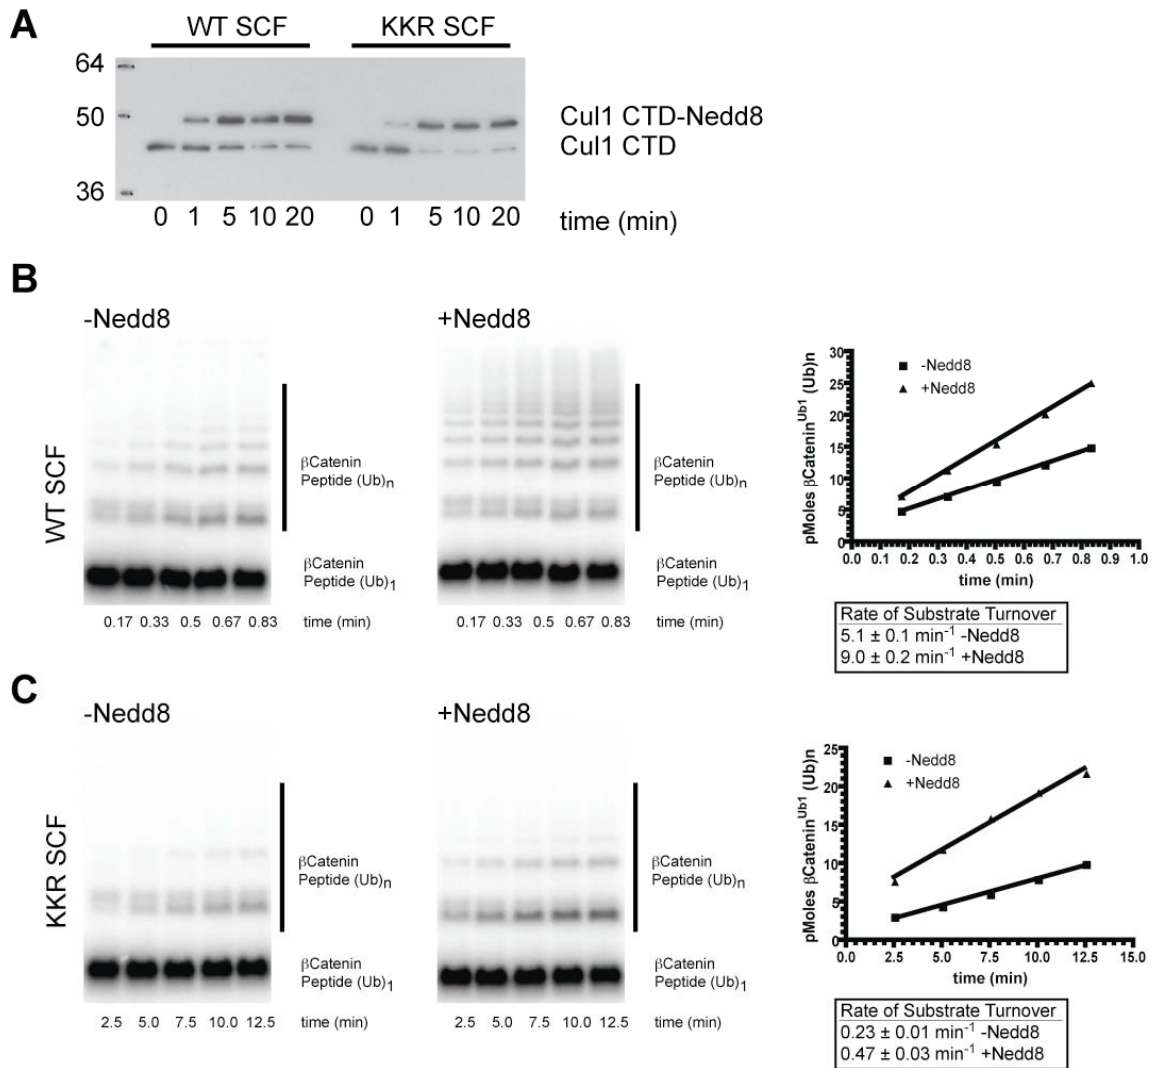 A
WT SCF KKR SCF
64
50
36
Cul1 CTD-Nedd8
Cul1 CTD
0 1 5 10 20 0 1 5 10 20 time (min)
B
-Nedd8 +Nedd8
WT SCF
βCatenin
Peptide (Ub)n
βCatenin
Peptide (Ub)1
0.17 0.33 0.5 0.67 0.83 time (min)
βCatenin
Peptide (Ub)n
βCatenin
Peptide (Ub)1
0.17 0.33 0.5 0.67 0.83 time (min)
pMoles βCatenin^Ub1 (Ub)n
30
25
20
15
10
5
0
-Nedd8
+Nedd8
0.0 0.1 0.2 0.3 0.4 0.5 0.6 0.7 0.8 0.9 1.0
time (min)
Rate of Substrate Turnover
5.1 ± 0.1 min⁻¹ -Nedd8
9.0 ± 0.2 min⁻¹ +Nedd8
C
-Nedd8 +Nedd8
KKR SCF
βCatenin
Peptide (Ub)n
βCatenin
Peptide (Ub)1
2.5 5.0 7.5 10.0 12.5 time (min)
βCatenin
Peptide (Ub)n
βCatenin
Peptide (Ub)1
2.5 5.0 7.5 10.0 12.5 time (min)
pMoles βCatenin^Ub1 (Ub)n
25
20
15
10
5
0
-Nedd8
+Nedd8
0.0 2.5 5.0 7.5 10.0 12.5 15.0
time (min)
Rate of Substrate Turnover
0.23 ± 0.01 min⁻¹ -Nedd8
0.47 ± 0.03 min⁻¹ +Nedd8